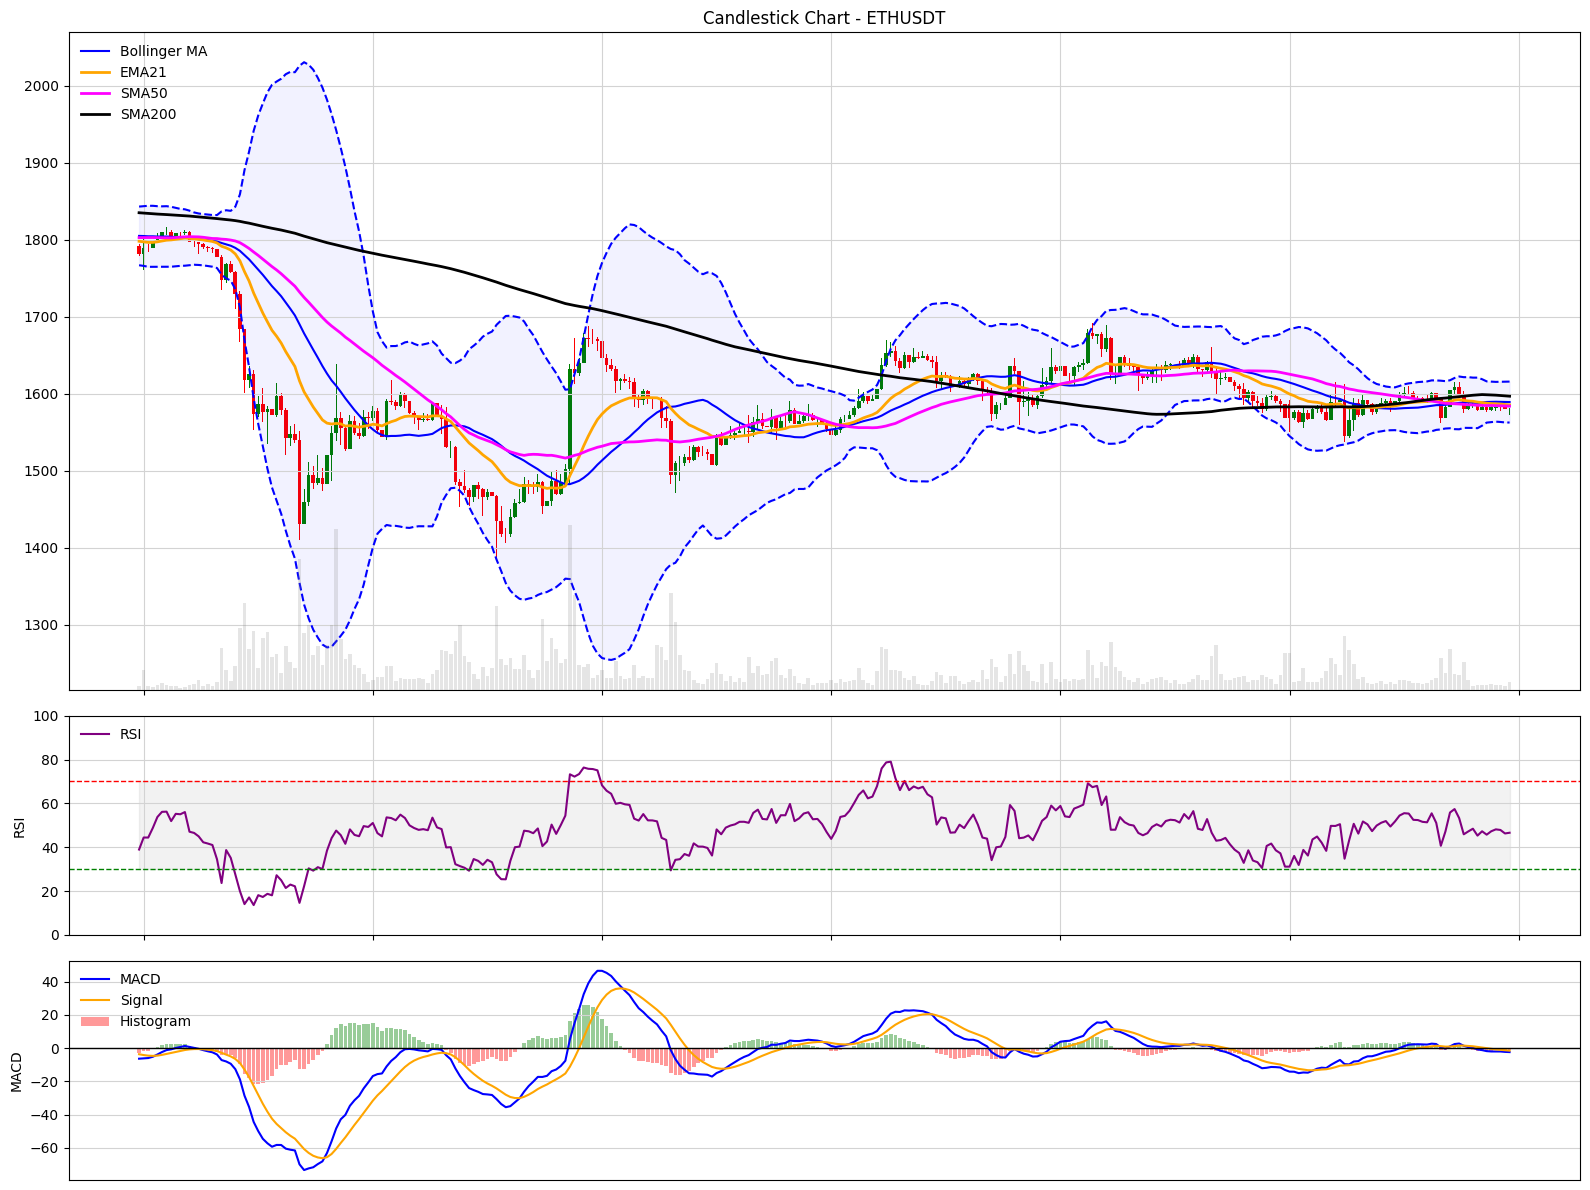 Candlestick Chart - ETHUSDT
Bollinger MA
EMA21
SMA50
SMA200
2000
1900
1800
1700
1600
1500
1400
1300
RSI
100
80
60
40
20
0
RSI
MACD
Signal
Histogram
40
20
0
−20
−40
−60
MACD